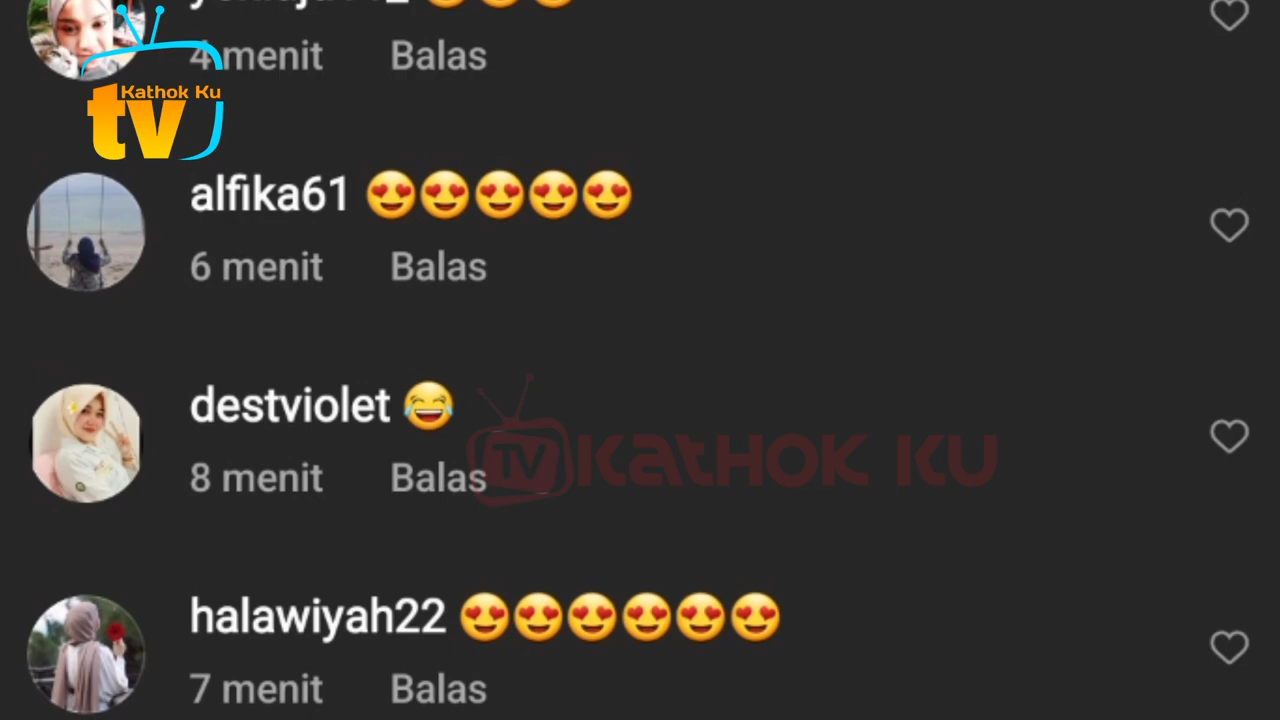 4 menit Balas
Kathok Ku
tv
alfika61 😍😍😍😍😍
6 menit Balas
destviolet 😂
8 menit Balas
TV KATHOK KU
halawiyah22 😍😍😍😍😍😍
7 menit Balas